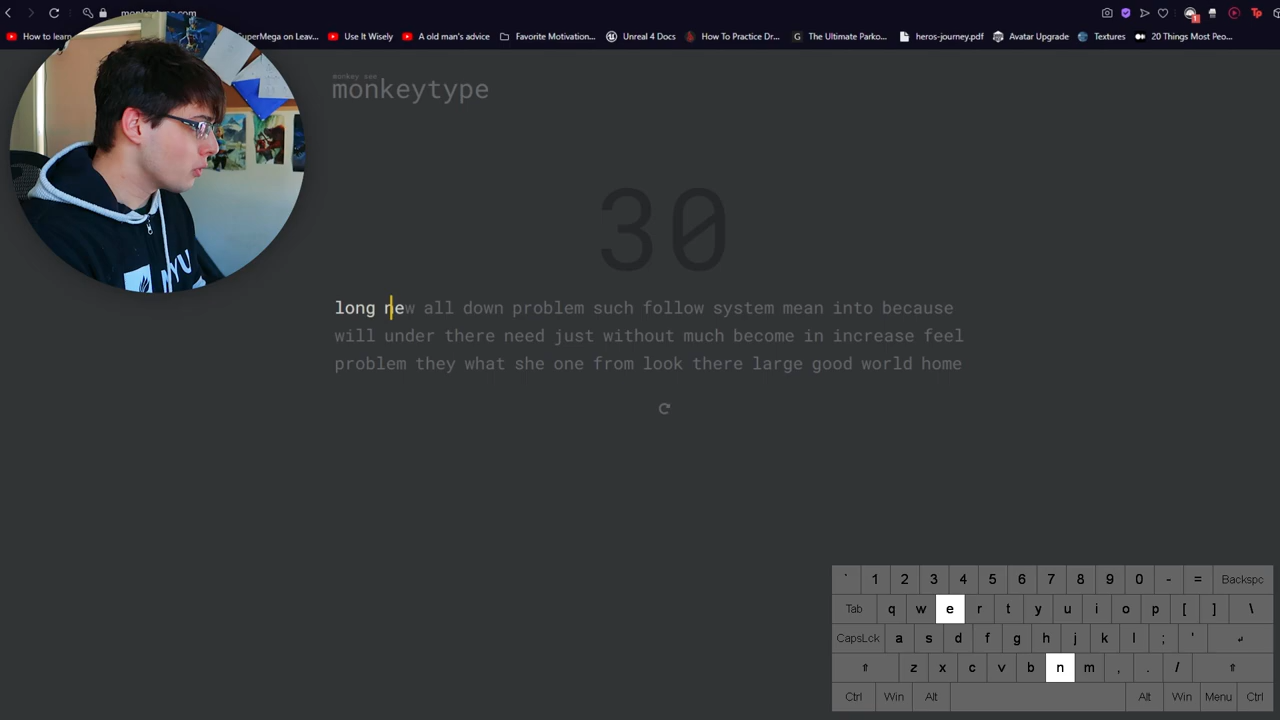 monkeytype.com
How to learn
SuperMega on Leav...
Use It Wisely
A old man's advice
Favorite Motivation...
Unreal 4 Docs
How To Practice Dr...
The Ultimate Parko...
heros-journey.pdf
Avatar Upgrade
Textures
20 Things Most Peo...
monkey see
monkeytype
30
long new all down problem such follow system mean into because
will under there need just without much become in increase feel
problem they what she one from look there large good world home
` 1 2 3 4 5 6 7 8 9 0 - = Backspc
Tab q w e r t y u i o p [ ] \
CapsLck a s d f g h j k l ; '
z x c v b n m , . /
Ctrl Win Alt Alt Win Menu Ctrl